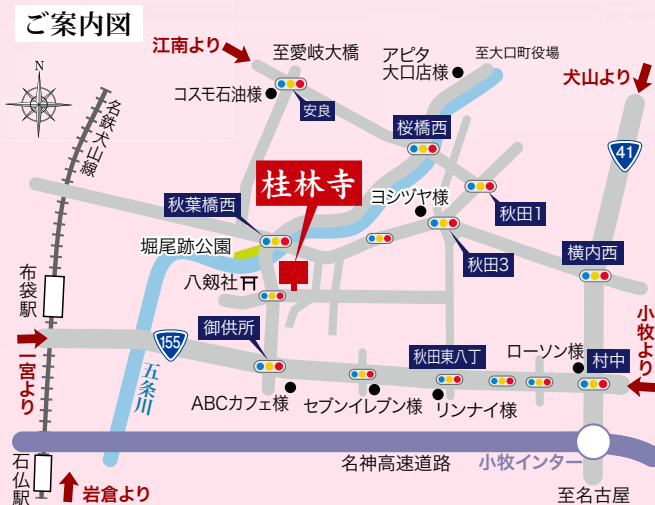 ご案内図
江南より
至愛岐大橋
アピタ
大口店様
至大口町役場
犬山より
N
コスモ石油様
安良
名鉄犬山線
桜橋西
41
桂林寺
ヨシヅヤ様
秋葉橋西
秋田1
堀尾跡公園
秋田3
横内西
布袋駅
八剱社
小牧より
御供所
155
秋田東八丁
ローソン様
村中
一宮より
五条川
ABCカフェ様
セブンイレブン様
リンナイ様
名神高速道路
小牧インター
石仏駅
岩倉より
至名古屋